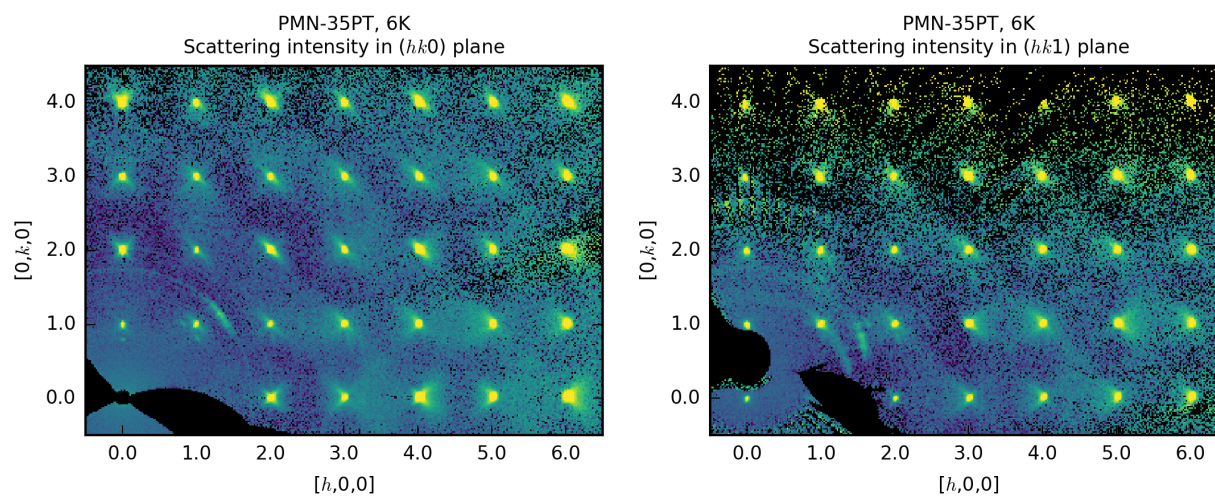 PMN-35PT, 6K
Scattering intensity in (hk0) plane
4.0
3.0
2.0
1.0
0.0
[0,k,0]
0.0 1.0 2.0 3.0 4.0 5.0 6.0
[h,0,0]
PMN-35PT, 6K
Scattering intensity in (hk1) plane
4.0
3.0
2.0
1.0
0.0
[0,k,0]
0.0 1.0 2.0 3.0 4.0 5.0 6.0
[h,0,0]